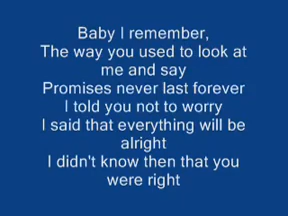 Baby I remember,
The way you used to look at
me and say
Promises never last forever
I told you not to worry
I said that everything will be
alright
I didn't know then that you
were right